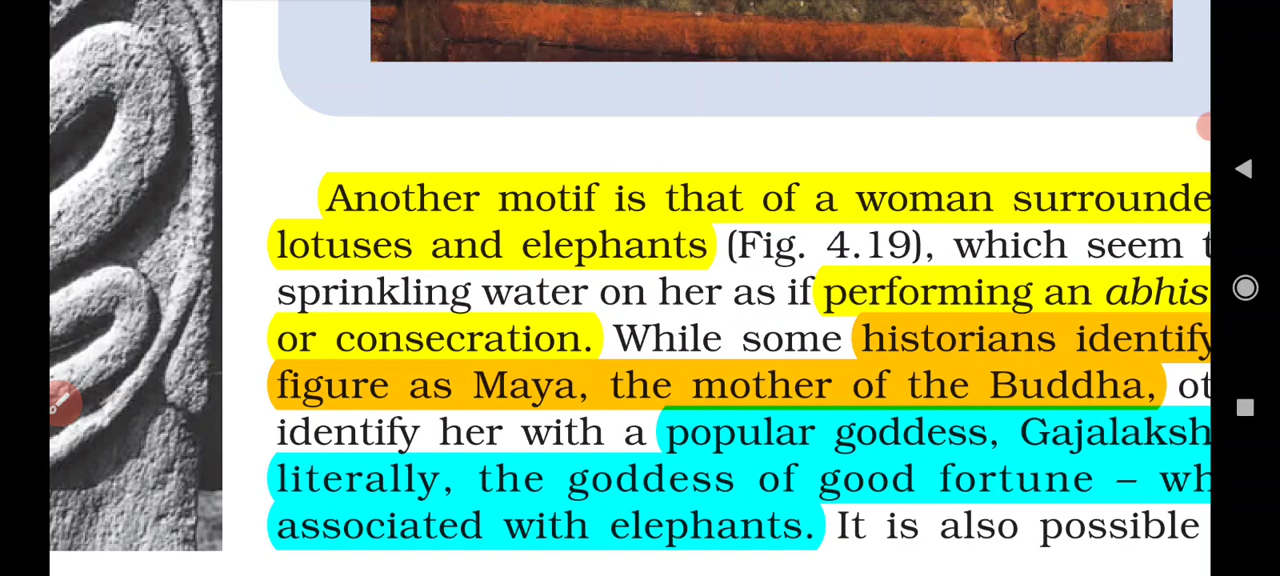 Another motif is that of a woman surrounde
lotuses and elephants (Fig. 4.19), which seem t
sprinkling water on her as if performing an abhis
or consecration. While some historians identify
figure as Maya, the mother of the Buddha, ot
identify her with a popular goddess, Gajalaksh
literally, the goddess of good fortune – wh
associated with elephants. It is also possible